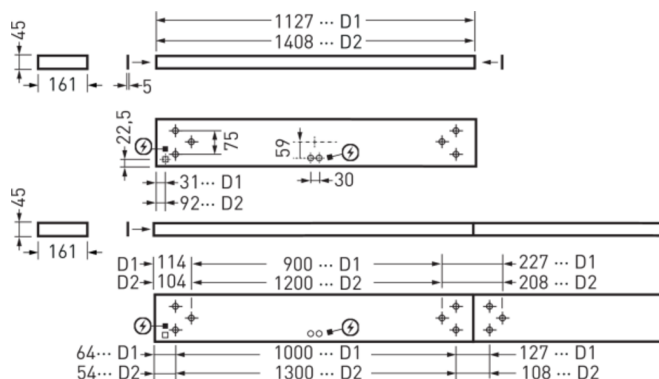 1127 ··· D1
1408 ··· D2
45
161
5
22,5
75
59
30
31··· D1
92··· D2
45
161
D1 114 900 ··· D1 227 ··· D1
D2 104 1200 ··· D2 208 ··· D2
64··· D1 1000 ··· D1 127 ··· D1
54··· D2 1300 ··· D2 108 ··· D2